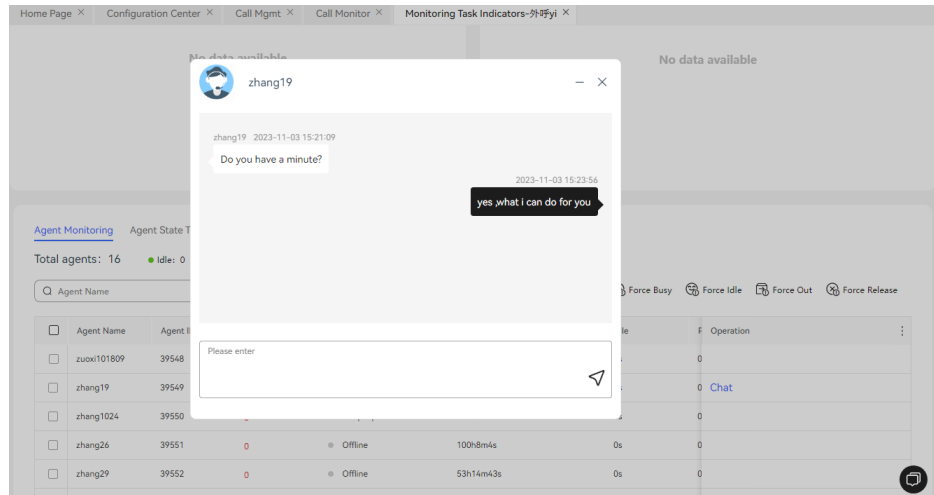 Home Page × Configuration Center × Call Mgmt × Call Monitor × Monitoring Task Indicators-外呼yi ×
No data available No data available
zhang19
zhang19 2023-11-03 15:21:09
Do you have a minute?
2023-11-03 15:23:56
yes ,what i can do for you
Agent Monitoring Agent State T
Total agents: 16 Idle: 0
Agent Name Force Busy Force Idle Force Out Force Release
Agent Name Agent I Operation
Please enter
zuoxi101809 39548
zhang19 39549 Chat
zhang1024 39550
zhang26 39551 0 Offline 100h8m4s 0s
zhang29 39552 0 Offline 53h14m43s 0s